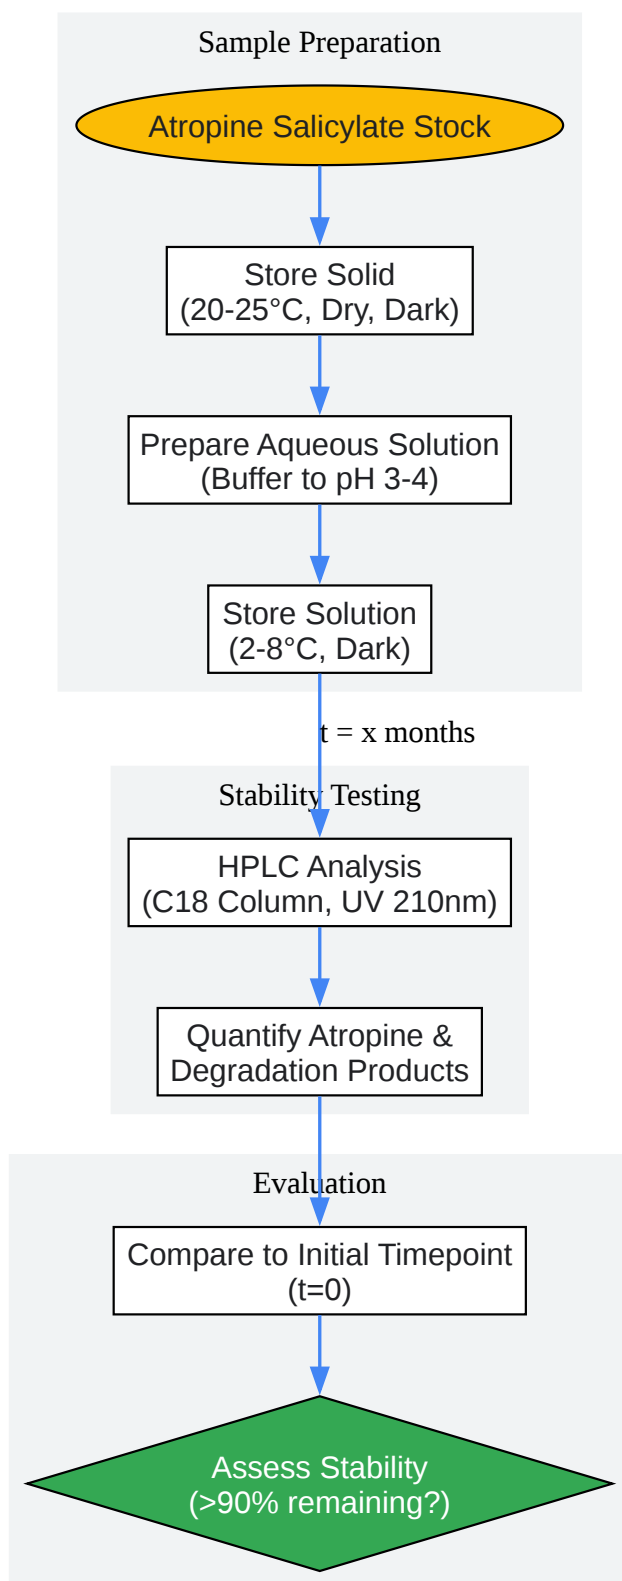 Sample Preparation
Atropine Salicylate Stock
Store Solid
(20-25°C, Dry, Dark)
Prepare Aqueous Solution
(Buffer to pH 3-4)
Store Solution
(2-8°C, Dark)
t = x months
Stability Testing
HPLC Analysis
(C18 Column, UV 210nm)
Quantify Atropine &
Degradation Products
Evaluation
Compare to Initial Timepoint
(t=0)
Assess Stability
(>90% remaining?)